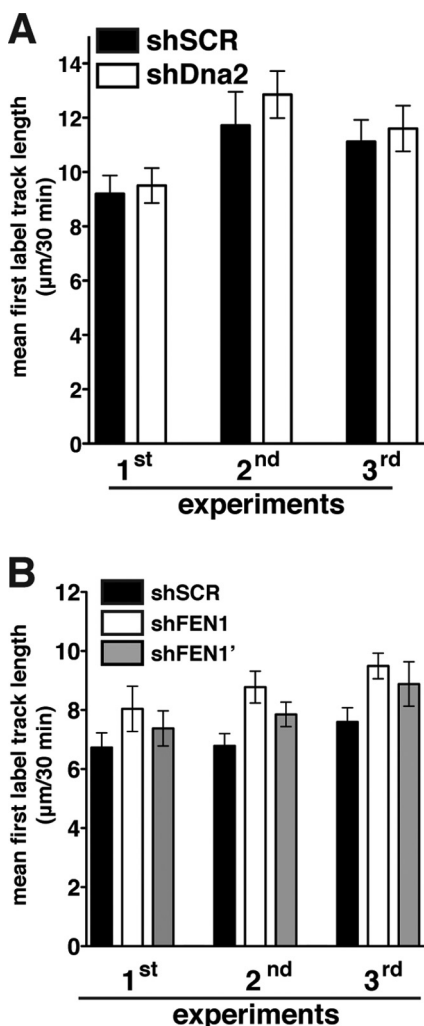 A
shSCR
shDna2
mean first label track length
(µm/30 min)
14
12
10
8
6
4
2
0
1st 2nd 3rd
experiments
B
shSCR
shFEN1
shFEN1’
mean first label track length
(µm/30 min)
12
10
8
6
4
2
0
1st 2nd 3rd
experiments